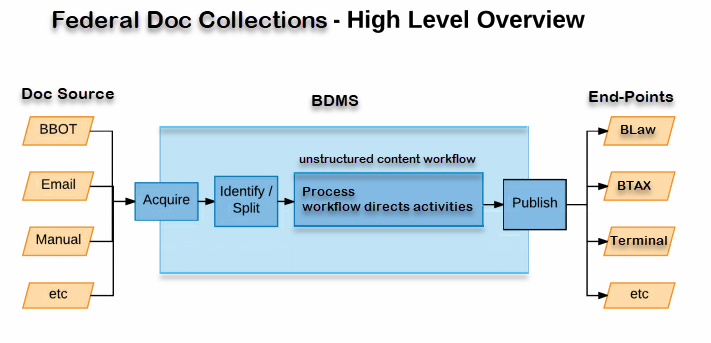 Federal Doc Collections - High Level Overview
Doc Source
BDMS
End-Points
BBOT
Email
Manual
etc
Acquire
Identify /
Split
unstructured content workflow
Process
workflow directs activities
Publish
BLaw
BTAX
Terminal
etc